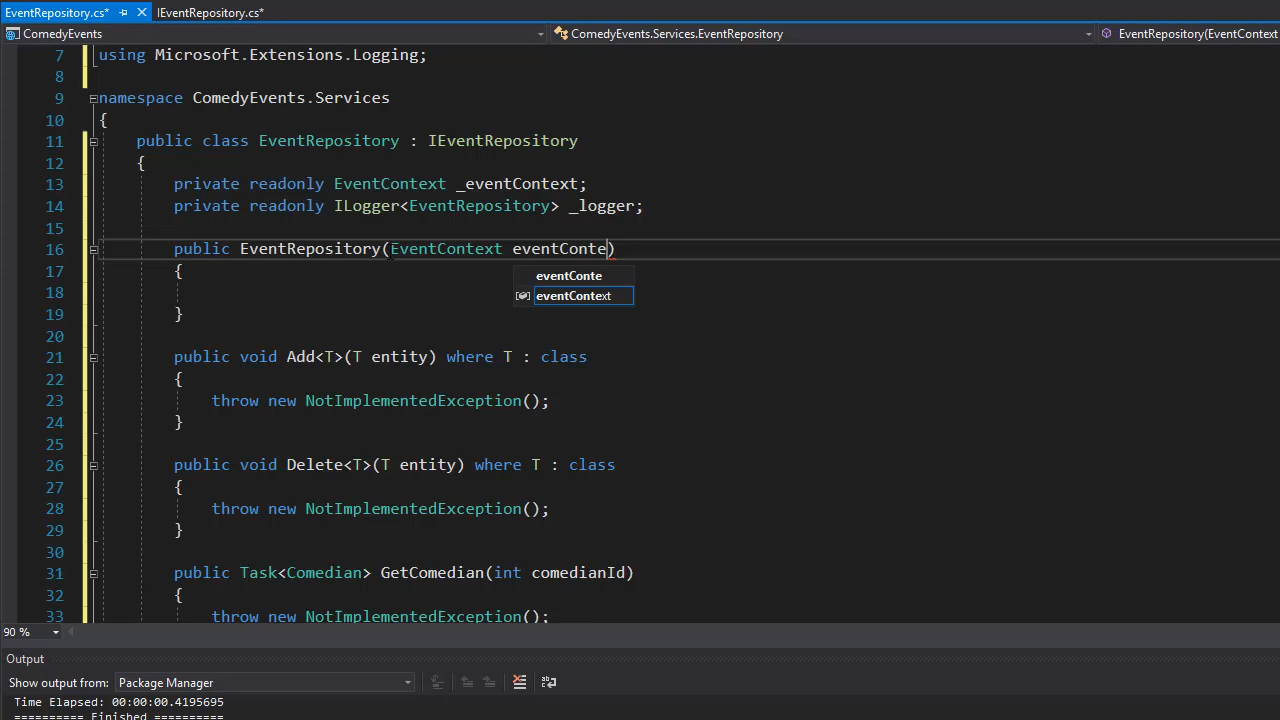 EventRepository.cs* IEventRepository.cs*
ComedyEvents ComedyEvents.Services.EventRepository EventRepository(EventContext
7 using Microsoft.Extensions.Logging;
8
9 namespace ComedyEvents.Services
10 {
11 public class EventRepository : IEventRepository
12 {
13 private readonly EventContext _eventContext;
14 private readonly ILogger<EventRepository> _logger;
15
16 public EventRepository(EventContext eventConte)
17 {
eventConte
18
eventContext
19 }
20
21 public void Add<T>(T entity) where T : class
22 {
23 throw new NotImplementedException();
24 }
25
26 public void Delete<T>(T entity) where T : class
27 {
28 throw new NotImplementedException();
29 }
30
31 public Task<Comedian> GetComedian(int comedianId)
32 {
33 throw new NotImplementedException();
90 %
Output
Show output from: Package Manager
Time Elapsed: 00:00:00.4195695
========== Finished ==========